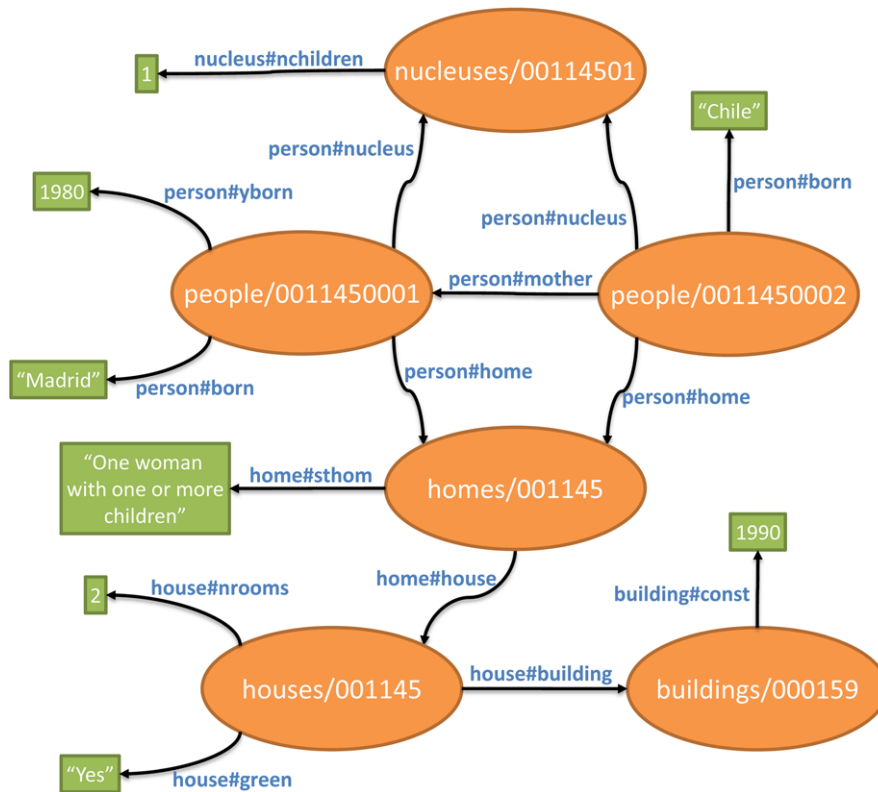 nucleus#nchildren
1
nucleuses/00114501
"Chile"
person#nucleus
1980
person#yborn
person#born
person#nucleus
people/0011450001
person#mother
people/0011450002
"Madrid"
person#born
person#home
person#home
"One woman
with one or more
children"
home#sthom
homes/001145
1990
home#house
house#nrooms
2
building#const
houses/001145
house#building
buildings/000159
"Yes"
house#green